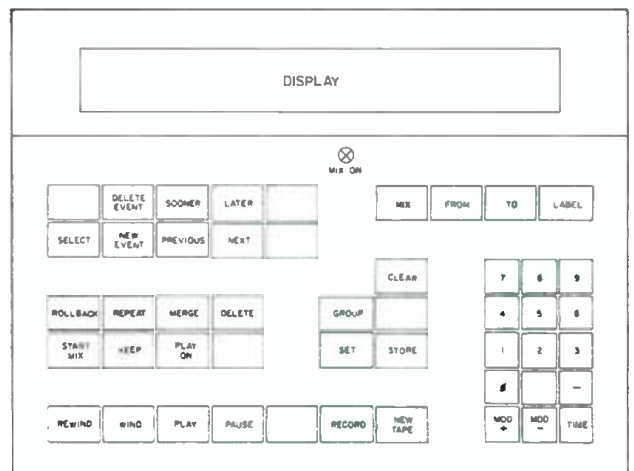 DISPLAY
MIX ON
DELETE EVENT SOONER LATER
MIX FROM TO LABEL
SELECT NEW EVENT PREVIOUS NEXT
CLEAR
7 9
ROLLBACK REPEAT MERGE DELETE
GROUP
4 5 6
START MIX KEEP PLAY ON
SET STORE
1 2 3
-
REWIND WIND PLAY PAUSE RECORD NEW TAPE
MOD + MOD - TIME